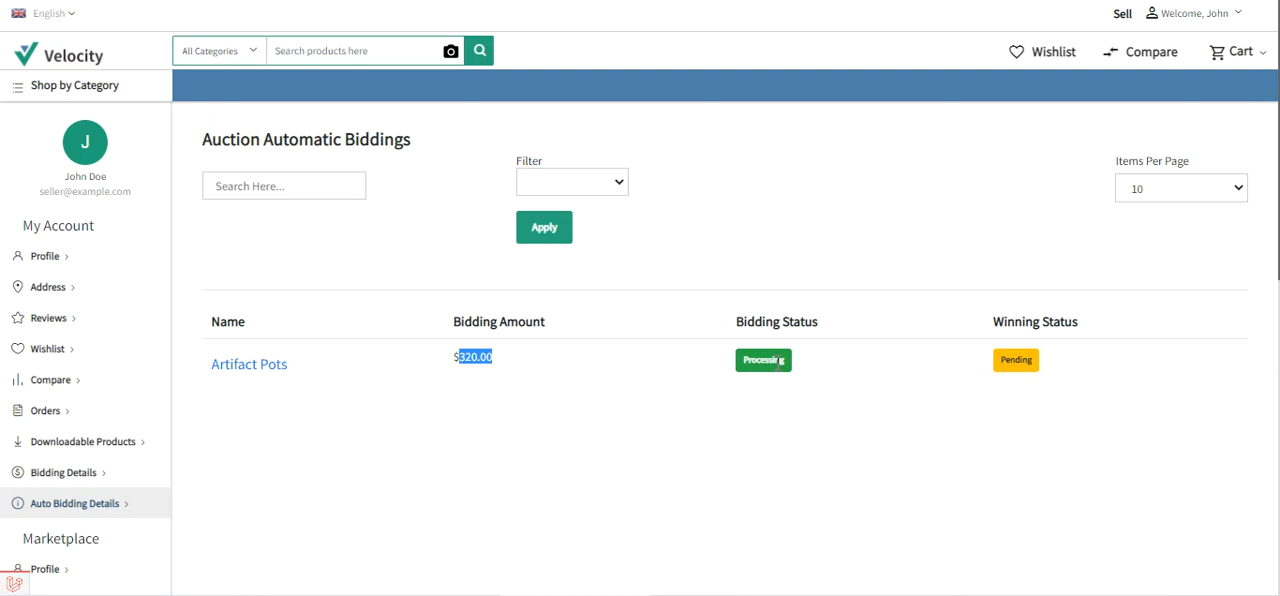 English
Sell
Welcome, John
Velocity
All Categories
Search products here
Wishlist
Compare
Cart
Shop by Category
J
John Doe
seller@example.com
My Account
Profile
Address
Reviews
Wishlist
Compare
Orders
Downloadable Products
Bidding Details
Auto Bidding Details
Marketplace
Profile
Auction Automatic Biddings
Search Here...
Filter
Apply
Items Per Page
10
Name Bidding Amount Bidding Status Winning Status
Artifact Pots $320.00 Processing Pending